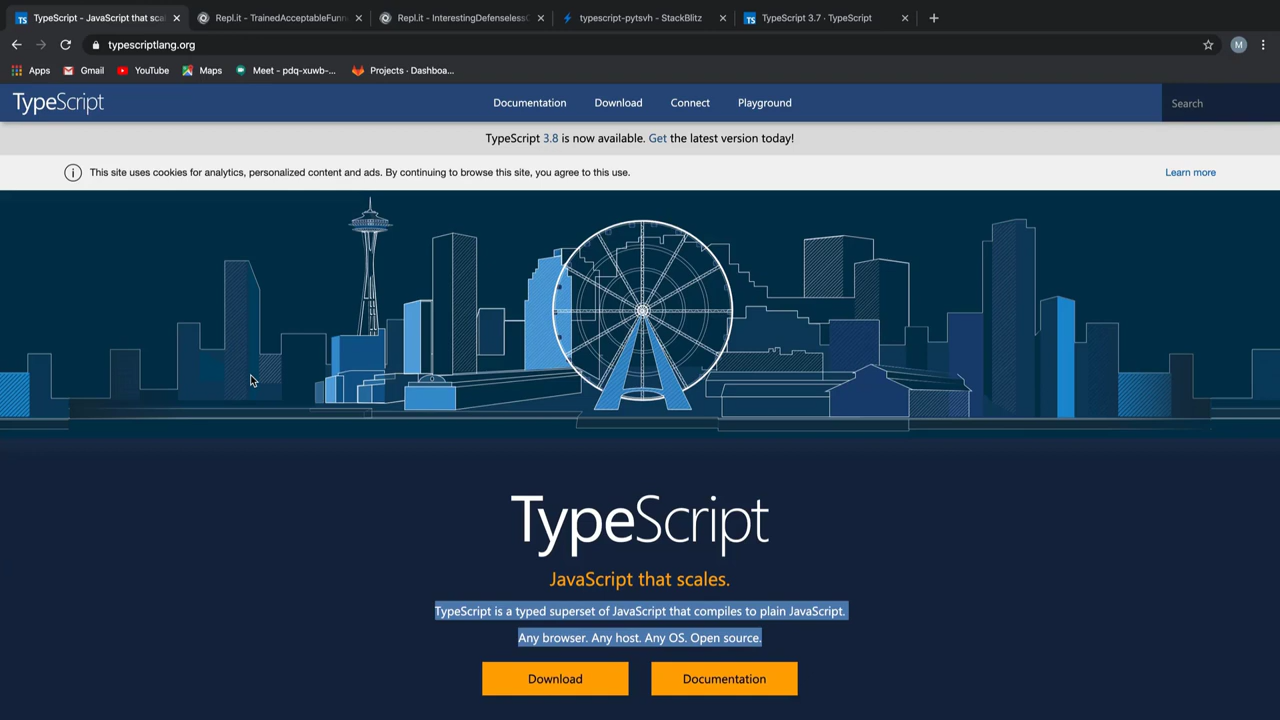 TypeScript - JavaScript that sca
Repl.it - TrainedAcceptableFunn
Repl.it - InterestingDefenseless
typescript-pytsvh - StackBlitz
TypeScript 3.7 · TypeScript
typescriptlang.org
M
Apps
Gmail
YouTube
Maps
Meet - pdq-xuwb-...
Projects · Dashboa...
TypeScript
Documentation
Download
Connect
Playground
Search
TypeScript 3.8 is now available. Get the latest version today!
This site uses cookies for analytics, personalized content and ads. By continuing to browse this site, you agree to this use.
Learn more
TypeScript
JavaScript that scales.
TypeScript is a typed superset of JavaScript that compiles to plain JavaScript.
Any browser. Any host. Any OS. Open source.
Download
Documentation